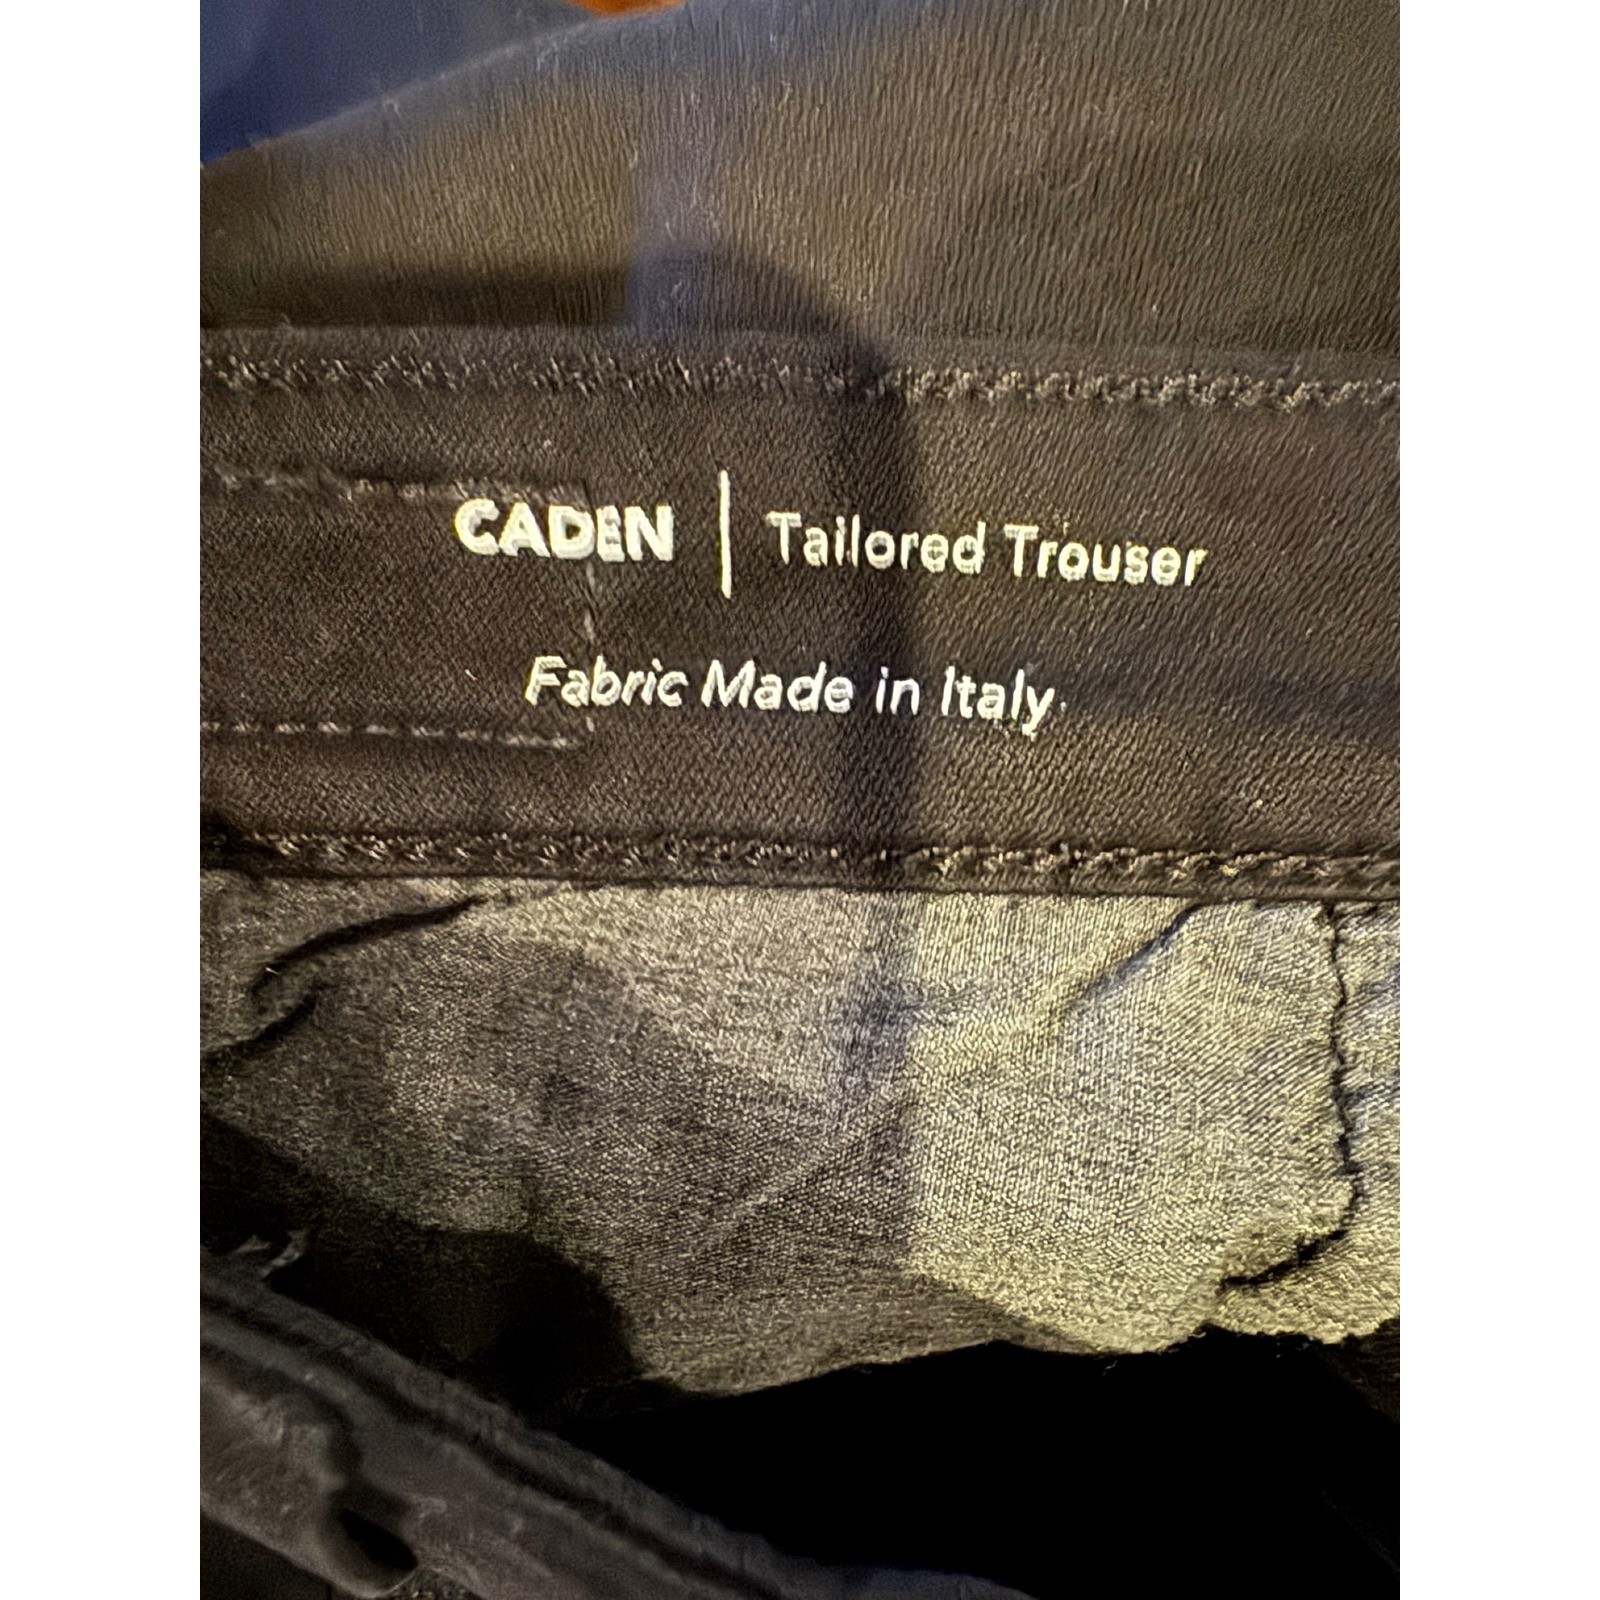 CADEN | Tailored Trouser
Fabric Made in Italy